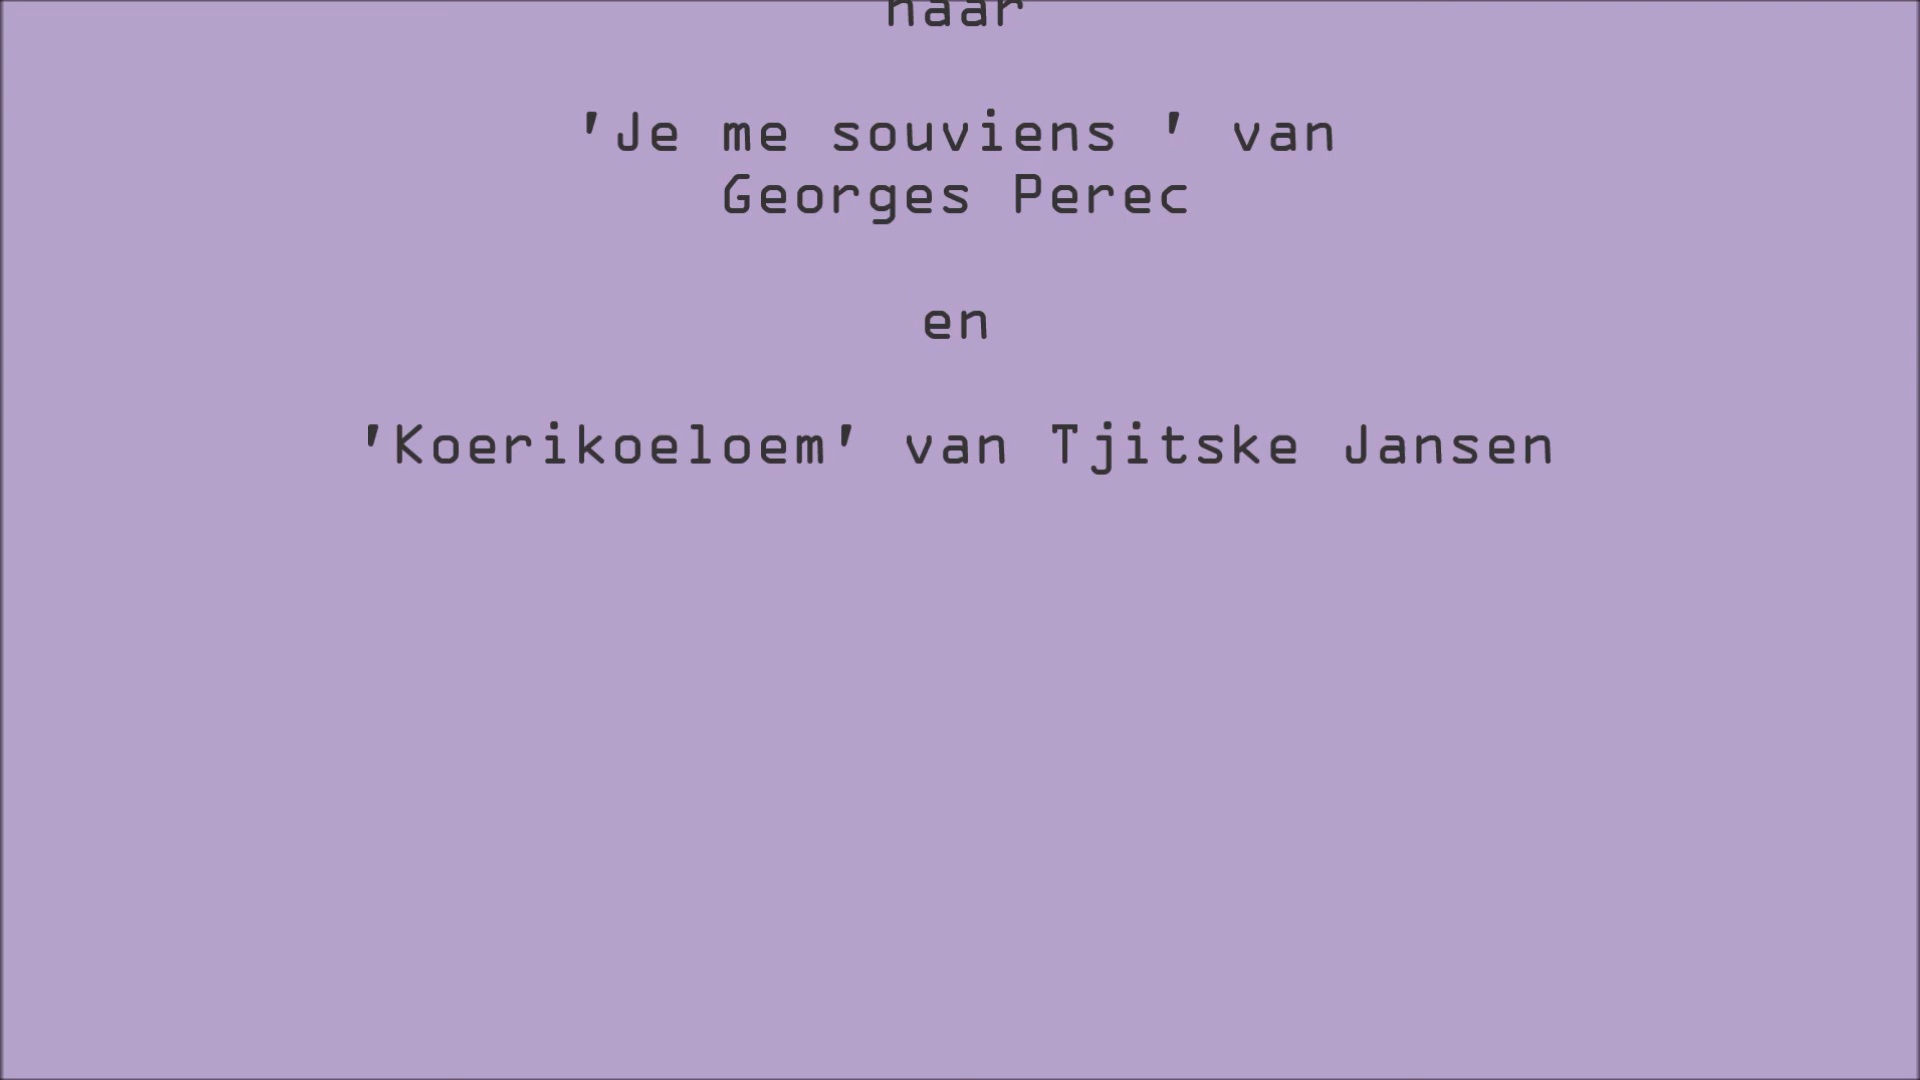 naar
'Je me souviens ' van
Georges Perec
en
'Koerikoeloem' van Tjitske Jansen